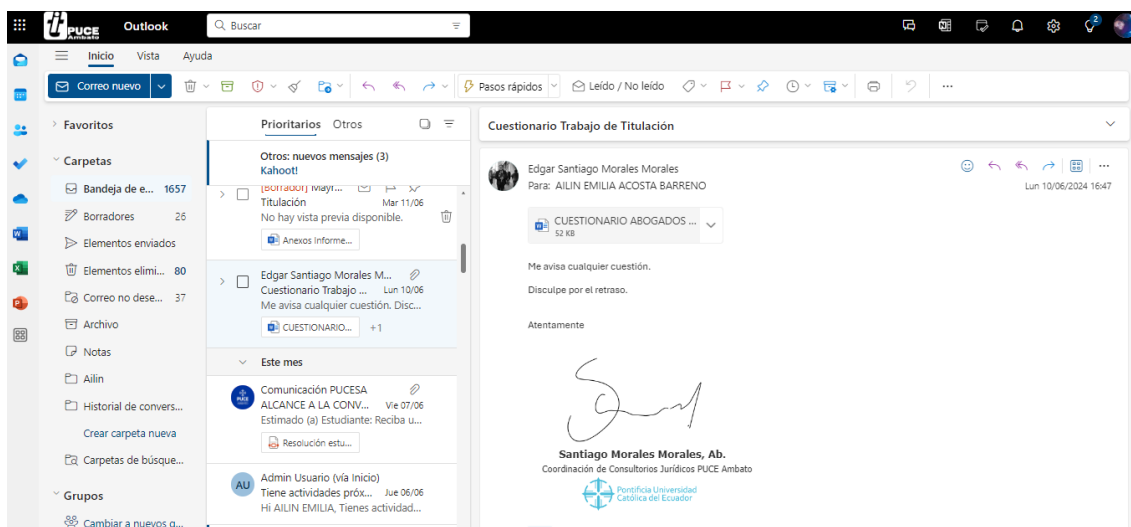 PUCE
Ambato
Outlook
Buscar
2
Inicio Vista Ayuda
Correo nuevo
Pasos rápidos
Leído / No leído
Favoritos
Carpetas
Bandeja de e... 1657
Borradores 26
Elementos enviados
Elementos elimi... 80
Correo no dese... 37
Archivo
Notas
Ailin
Historial de convers...
Crear carpeta nueva
Carpetas de búsque...
Grupos
Cambiar a nuevos g...
Prioritarios Otros
Otros: nuevos mensajes (3)
Kahoot!
[Borrador] Mayr...
Titulación Mar 11/06
No hay vista previa disponible.
Anexos Informe...
Edgar Santiago Morales M...
Cuestionario Trabajo ... Lun 10/06
Me avisa cualquier cuestión. Disc...
CUESTIONARIO... +1
Este mes
Comunicación PUCESA
ALCANCE A LA CONV... Vie 07/06
Estimado (a) Estudiante: Reciba u...
Resolución estu...
AU
Admin Usuario (vía Inicio)
Tiene actividades próx... Jue 06/06
Hi AILIN EMILIA, Tienes actividad...
Cuestionario Trabajo de Titulación
Edgar Santiago Morales Morales
Para: AILIN EMILIA ACOSTA BARRENO
Lun 10/06/2024 16:47
CUESTIONARIO ABOGADOS ...
52 KB
Me avisa cualquier cuestión.
Disculpe por el retraso.
Atentamente
Santiago Morales Morales, Ab.
Coordinación de Consultorios Jurídicos PUCE Ambato
Pontificia Universidad
Católica del Ecuador